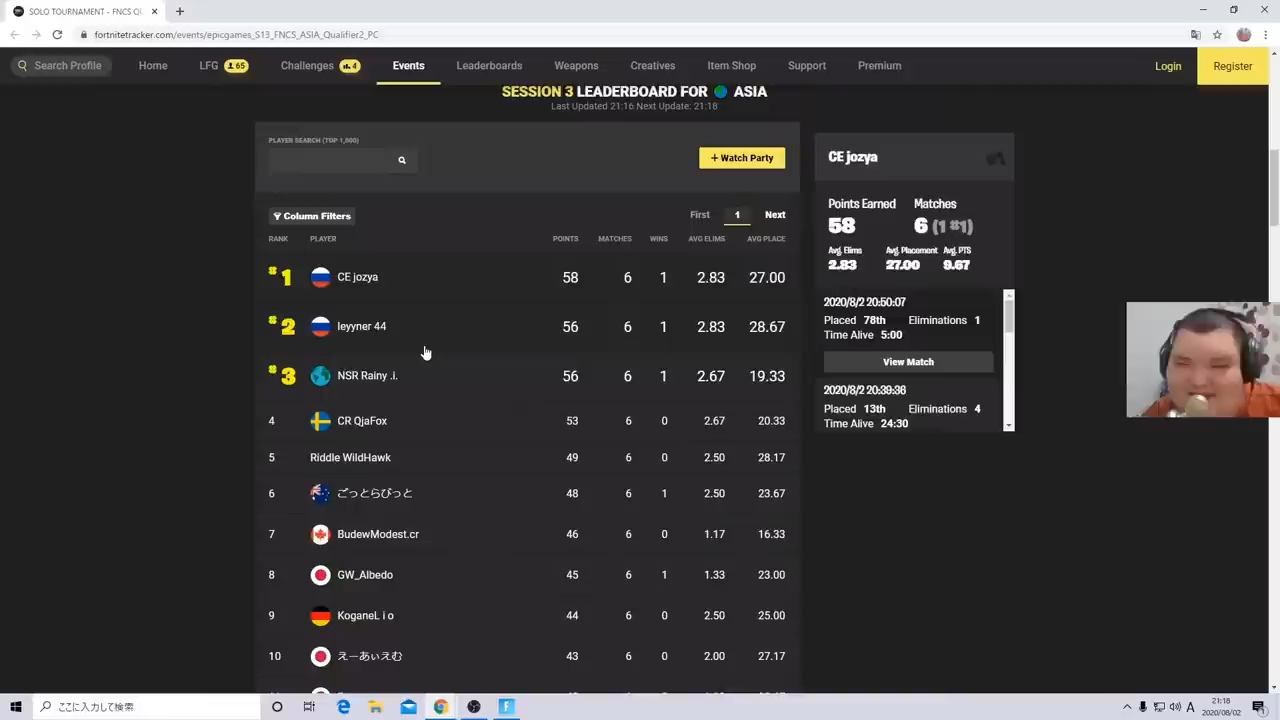 SOLO TOURNAMENT - FNCS QU
fortnitetracker.com/events/epicgames_S13_FNCS_ASIA_Qualifier2_PC
Search Profile
Home
LFG 65
Challenges 4
Events
Leaderboards
Weapons
Creatives
Item Shop
Support
Premium
Login
Register
SESSION 3 LEADERBOARD FOR ASIA
Last Updated 21:16 Next Update: 21:18
PLAYER SEARCH (TOP 1,000)
+ Watch Party
Column Filters
First 1 Next
RANK PLAYER POINTS MATCHES WINS AVG ELIMS AVG PLACE
#1 CE jozya 58 6 1 2.83 27.00
#2 leyyner 44 56 6 1 2.83 28.67
#3 NSR Rainy .i. 56 6 1 2.67 19.33
4 CR QjaFox 53 6 0 2.67 20.33
5 Riddle WildHawk 49 6 0 2.50 28.17
6 ごっとらびっと 48 6 1 2.50 23.67
7 BudewModest.cr 46 6 0 1.17 16.33
8 GW_Albedo 45 6 1 1.33 23.00
9 KoganeL i o 44 6 0 2.50 25.00
10 えーあぃえむ 43 6 0 2.00 27.17
CE jozya
Points Earned Matches
58 6 (1 #1)
Avg. Elims Avg. Placement Avg. PTS
2.83 27.00 9.67
2020/8/2 20:50:07
Placed 78th Eliminations 1
Time Alive 5:00
View Match
2020/8/2 20:39:36
Placed 13th Eliminations 4
Time Alive 24:30
ここに入力して検索
A
21:18
2020/08/02